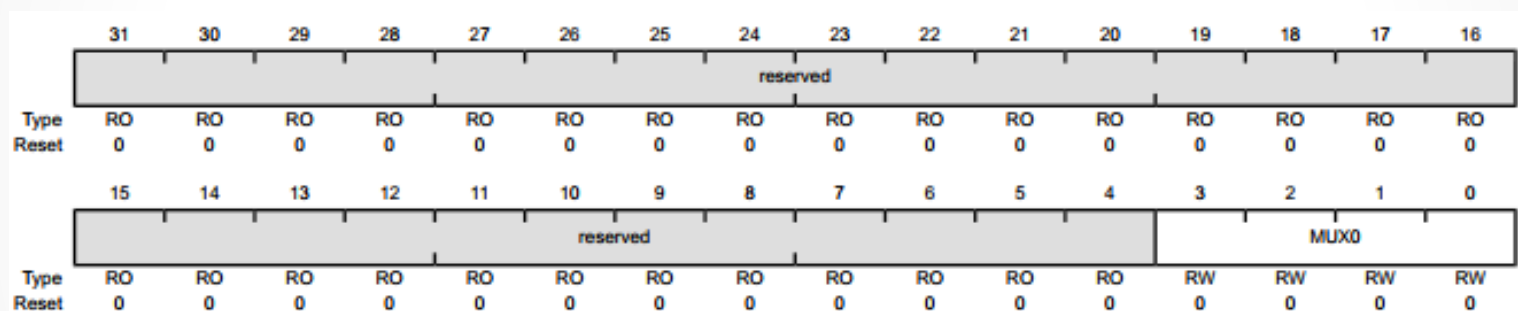 31 30 29 28 27 26 25 24 23 22 21 20 19 18 17 16
reserved
Type RO RO RO RO RO RO RO RO RO RO RO RO RO RO RO RO
Reset 0 0 0 0 0 0 0 0 0 0 0 0 0 0 0 0
15 14 13 12 11 10 9 8 7 6 5 4 3 2 1 0
reserved MUX0
Type RO RO RO RO RO RO RO RO RO RO RO RO RW RW RW RW
Reset 0 0 0 0 0 0 0 0 0 0 0 0 0 0 0 0